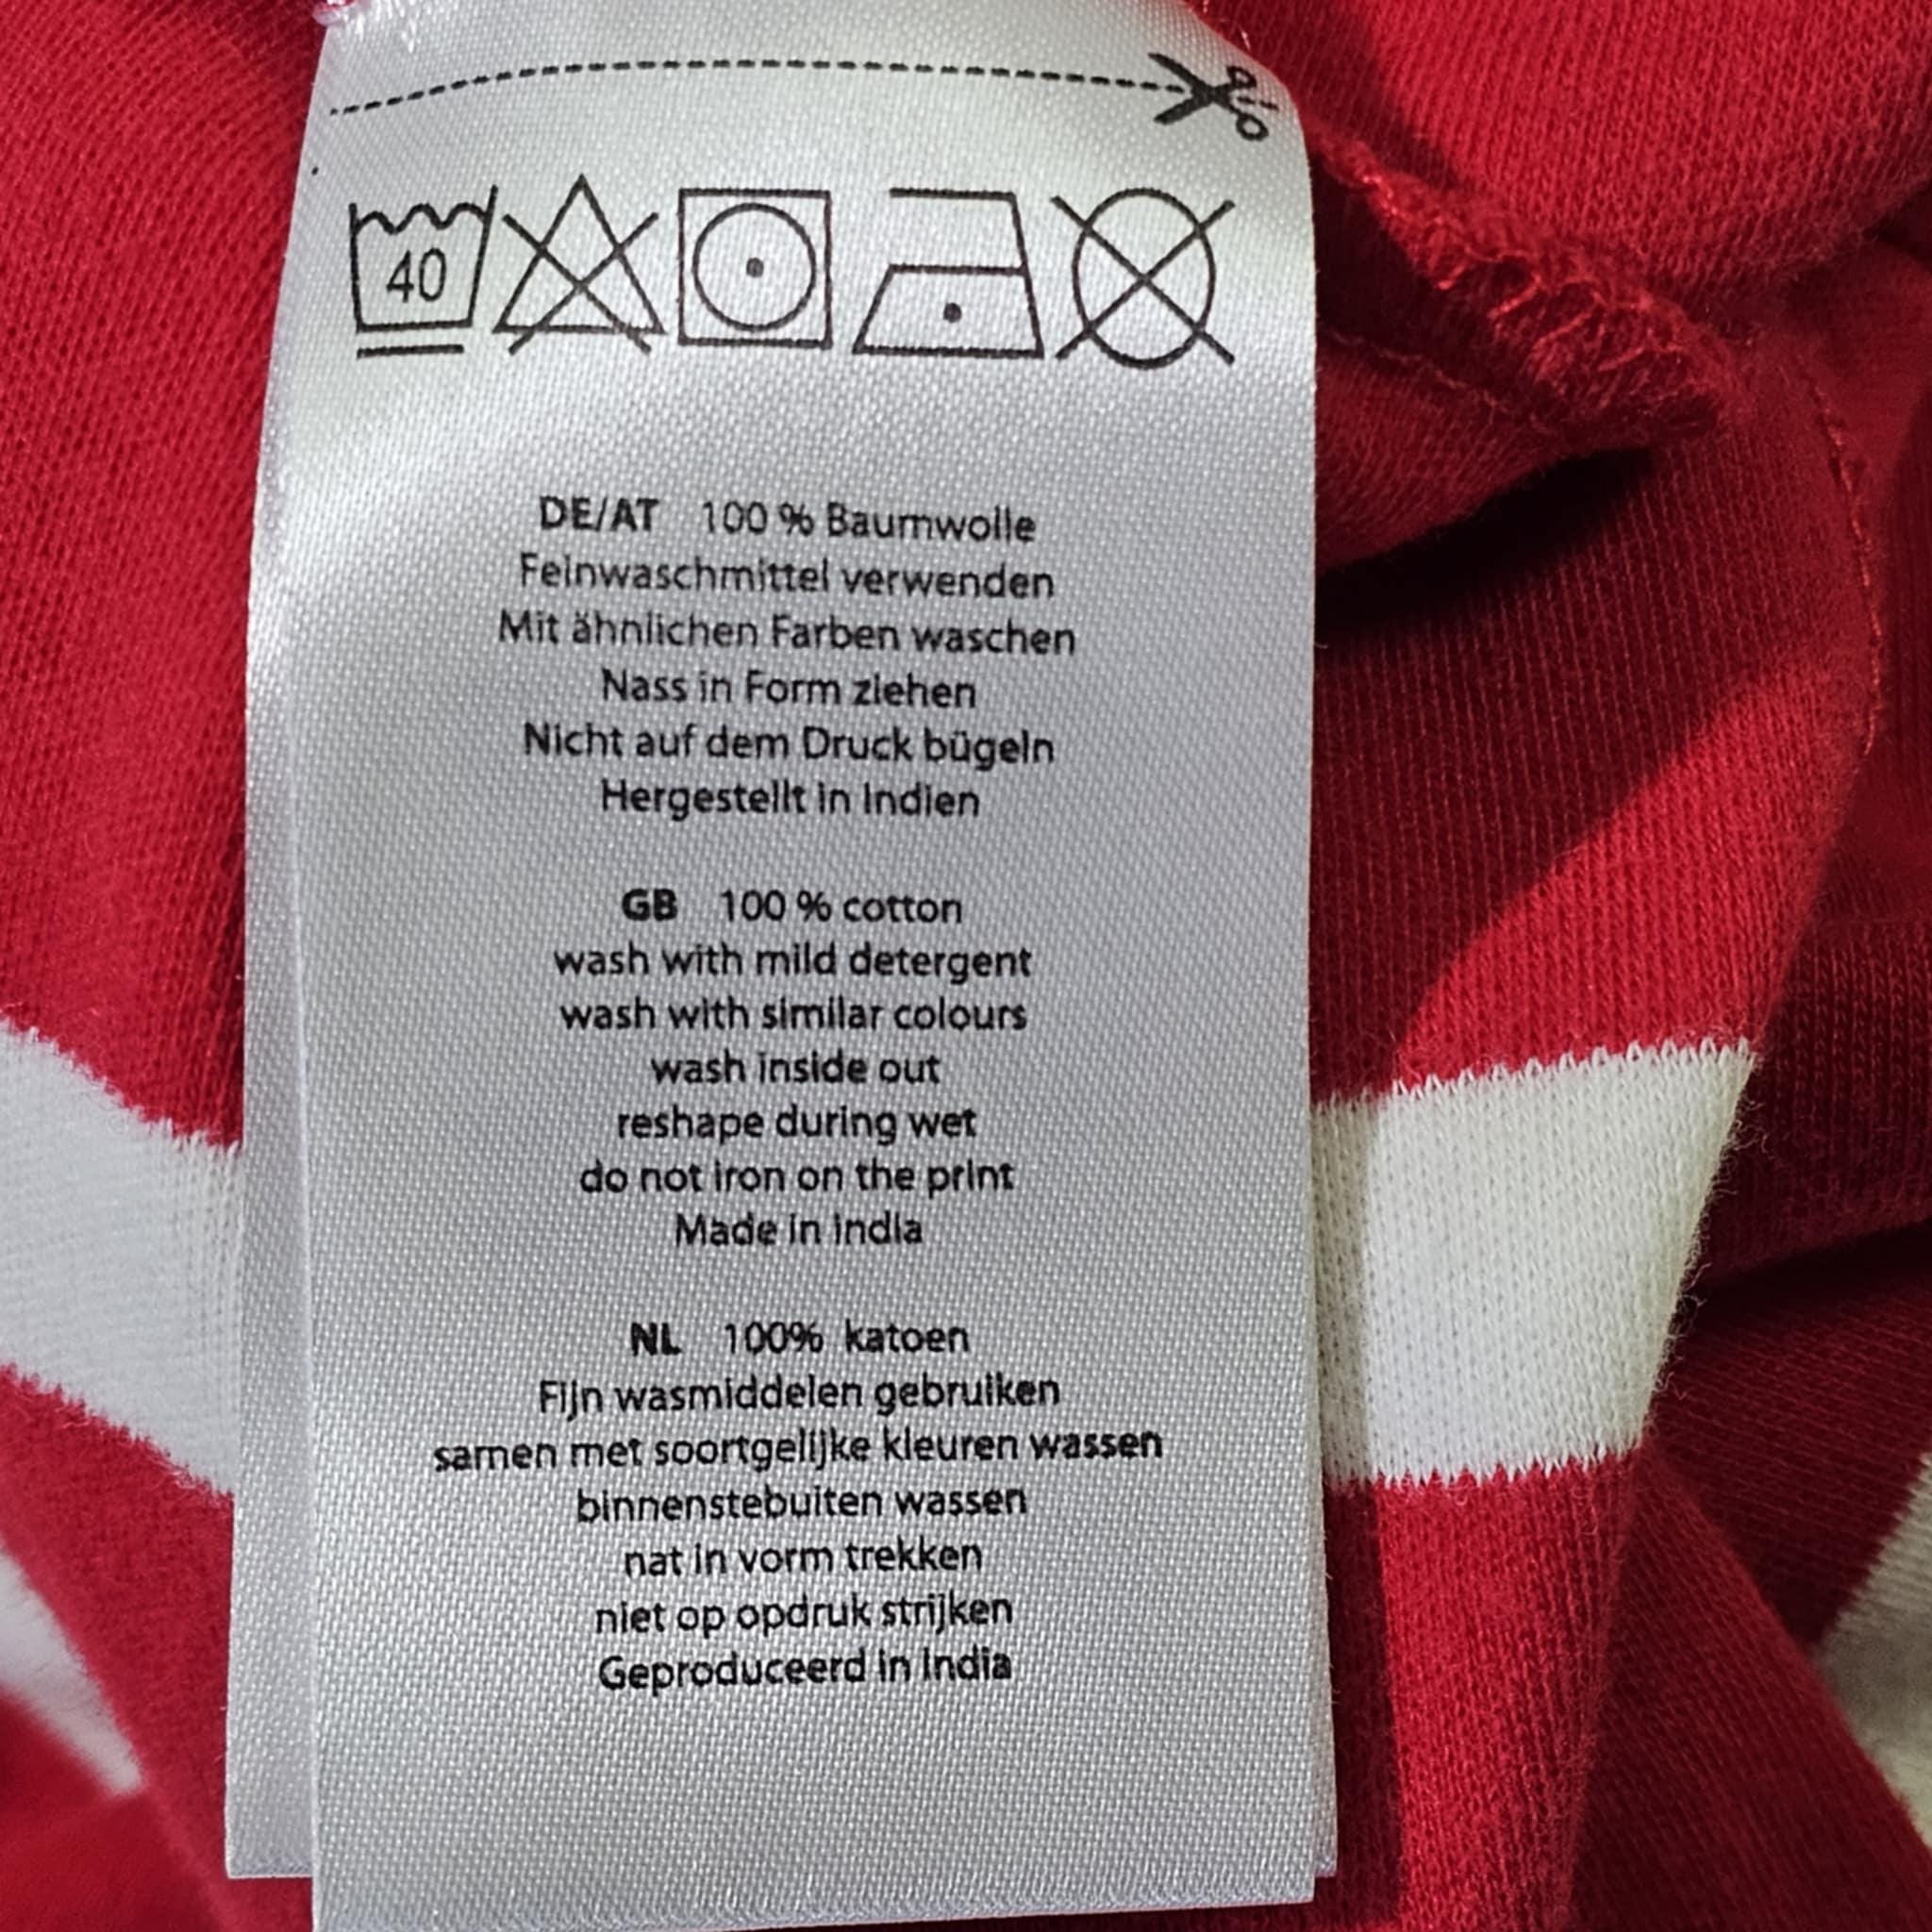 40
DE/AT 100 % Baumwolle
Feinwaschmittel verwenden
Mit ähnlichen Farben waschen
Nass in Form ziehen
Nicht auf dem Druck bügeln
Hergestellt in Indien
GB 100 % cotton
wash with mild detergent
wash with similar colours
wash inside out
reshape during wet
do not iron on the print
Made in India
NL 100% katoen
Fijn wasmiddelen gebruiken
samen met soortgelijke kleuren wassen
binnenstebuiten wassen
nat in vorm trekken
niet op opdruk strijken
Geproduceerd in India